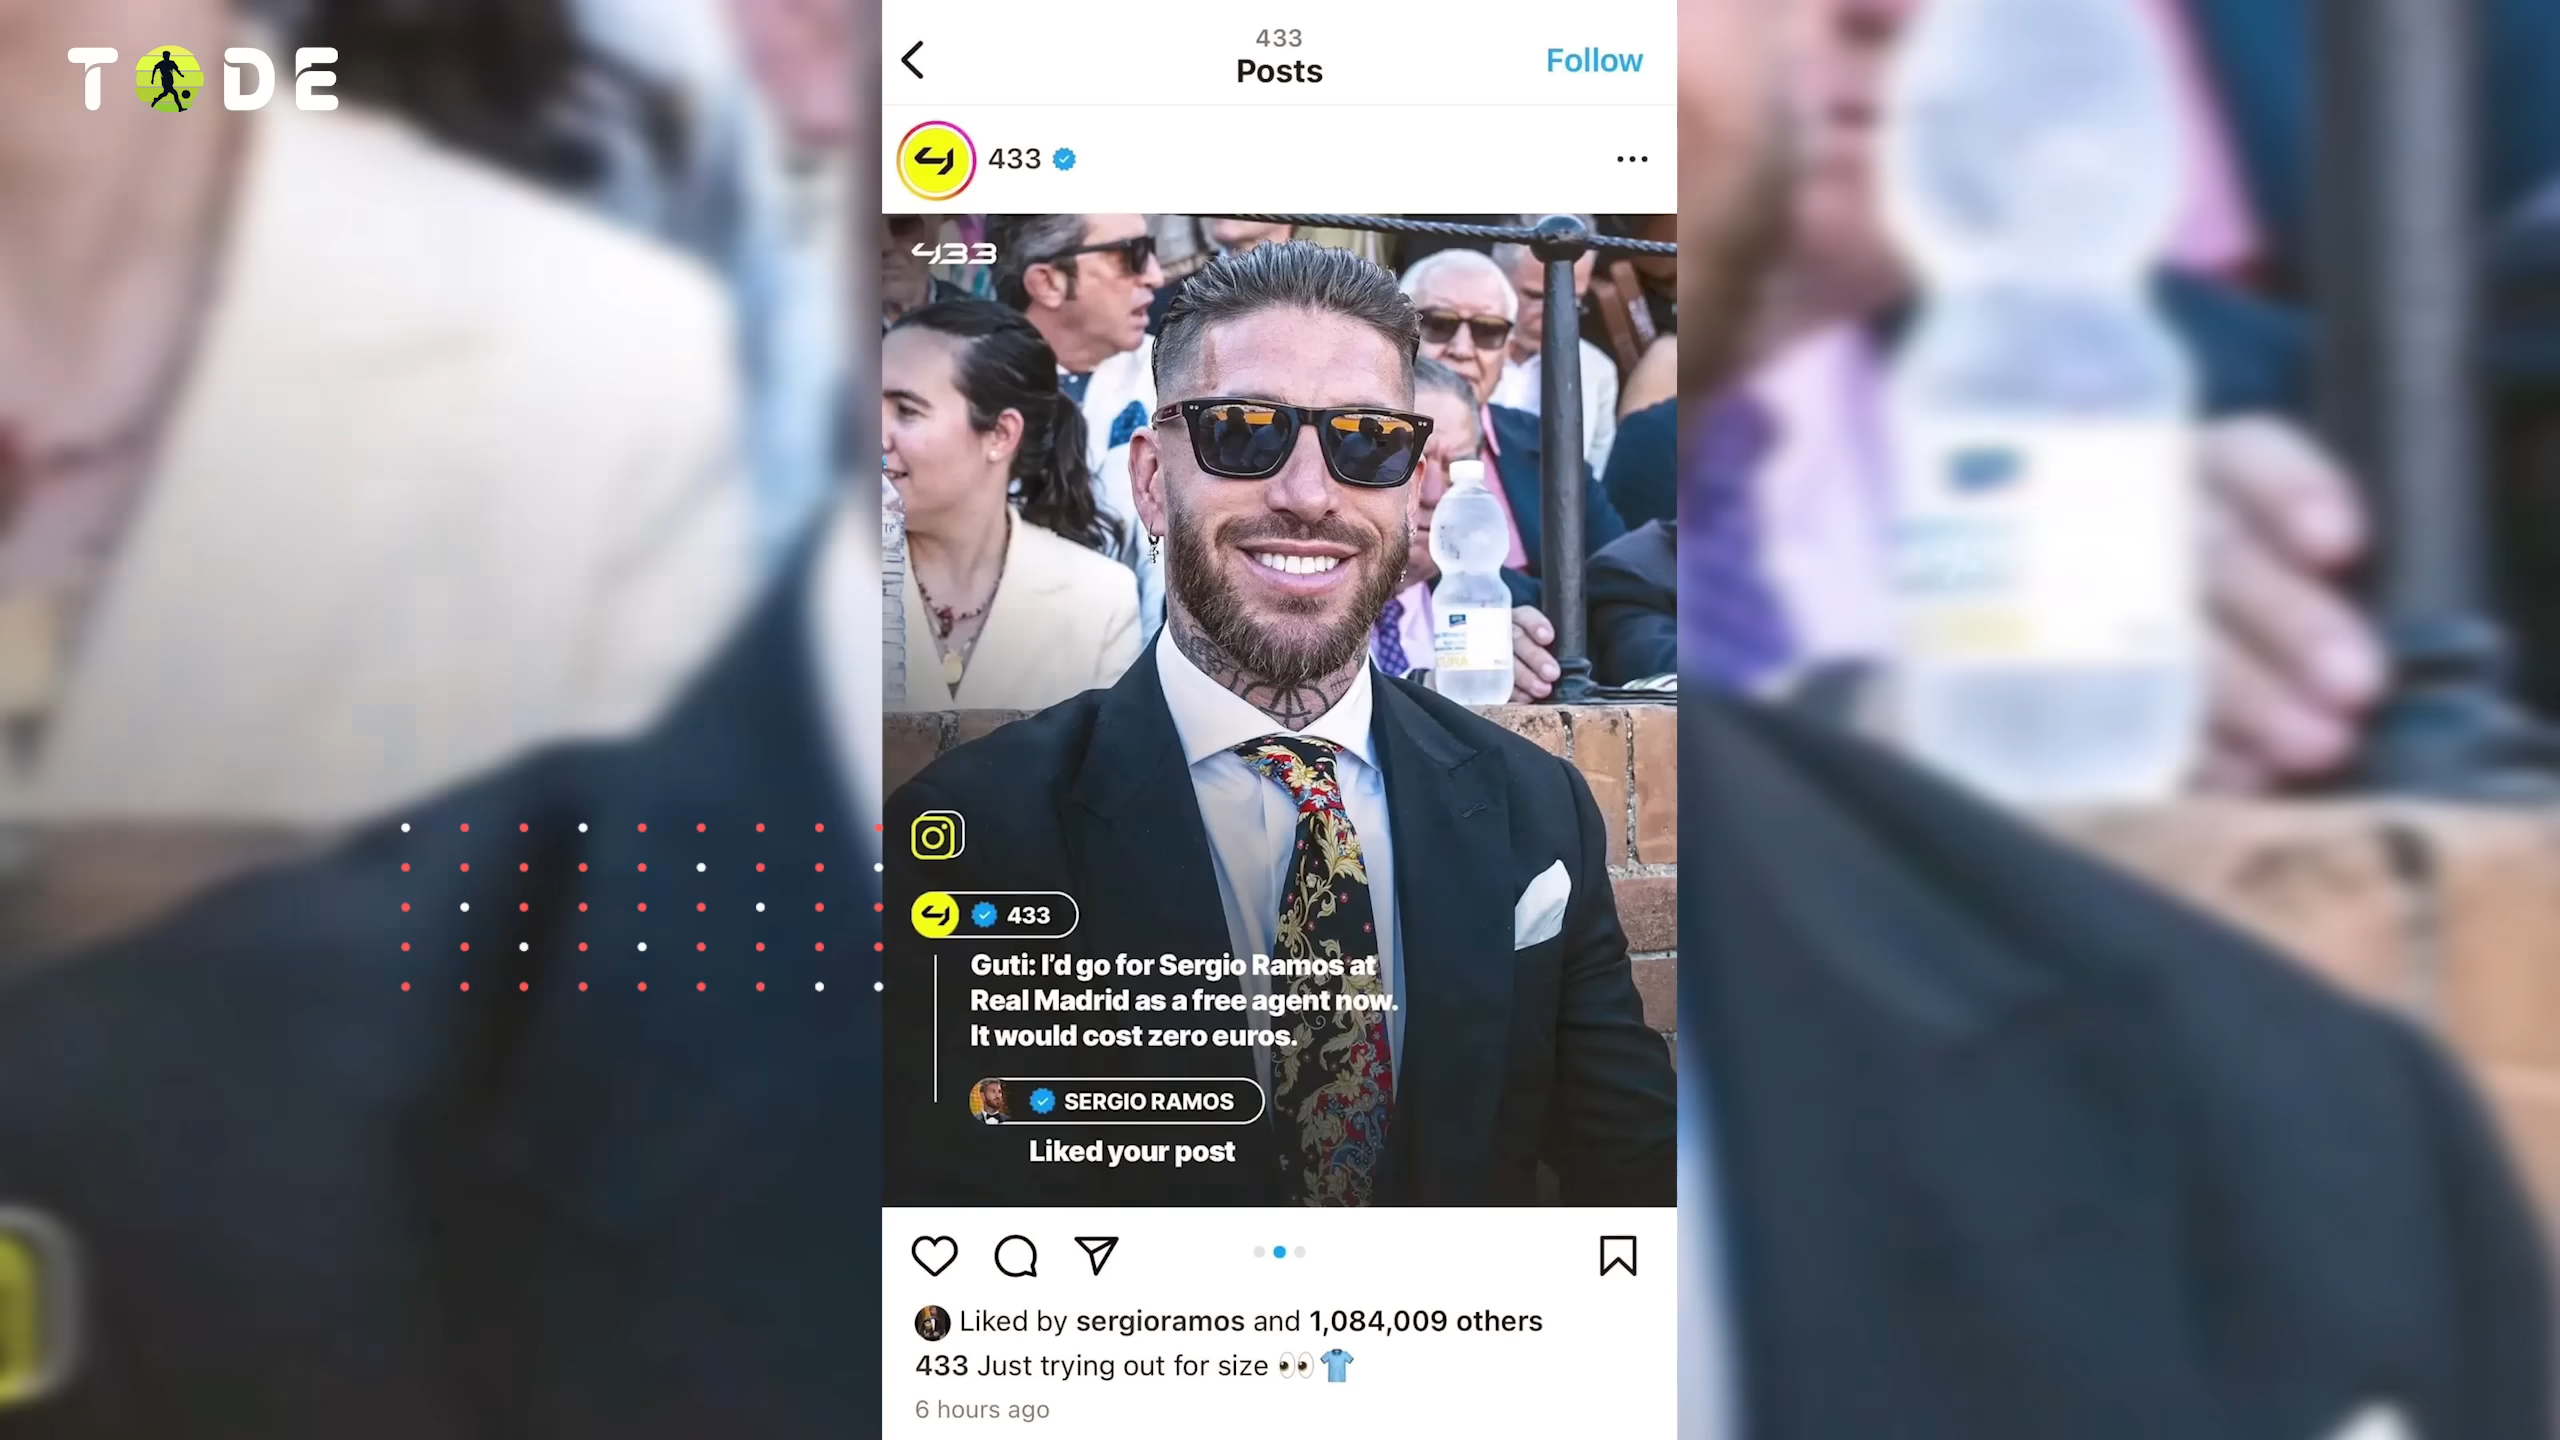 TODE
433
Posts
Follow
433
433
433
Guti: I'd go for Sergio Ramos at
Real Madrid as a free agent now.
It would cost zero euros.
SERGIO RAMOS
Liked your post
Liked by sergioramos and 1,084,009 others
433 Just trying out for size 👀👕
6 hours ago